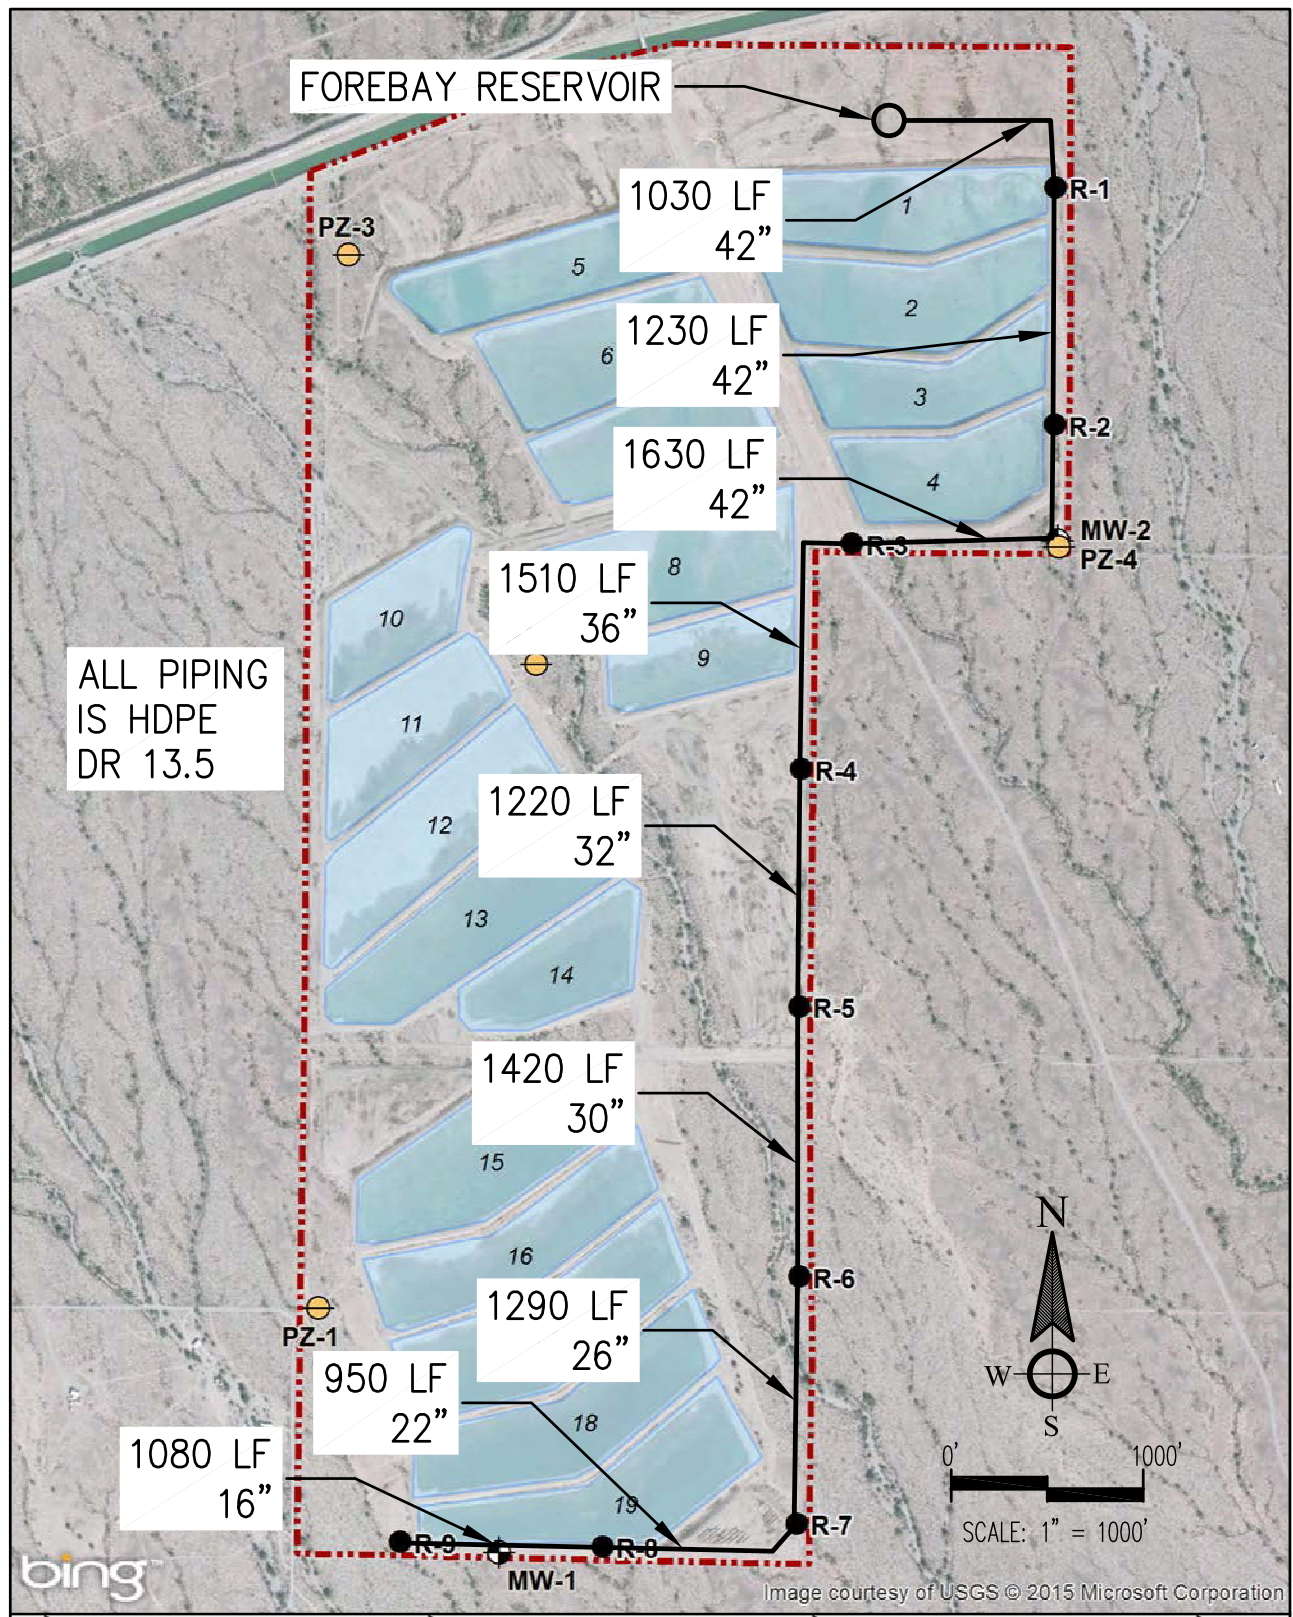 FOREBAY RESERVOIR
1030 LF
42”
1
R-1
PZ-3
5
2
1230 LF
42”
6
3
R-2
1630 LF
42”
4
MW-2
PZ-4
R-3
8
1510 LF
36”
10
9
ALL PIPING
IS HDPE
DR 13.5
11
R-4
1220 LF
32”
12
13
14
R-5
1420 LF
30”
15
16
R-6
1290 LF
26”
PZ-1
N
W
E
S
950 LF
22”
18
1080 LF
16”
0'
1000'
19
SCALE: 1” = 1000'
R-7
R-9
R-8
MW-1
bing™
Image courtesy of USGS © 2015 Microsoft Corporation